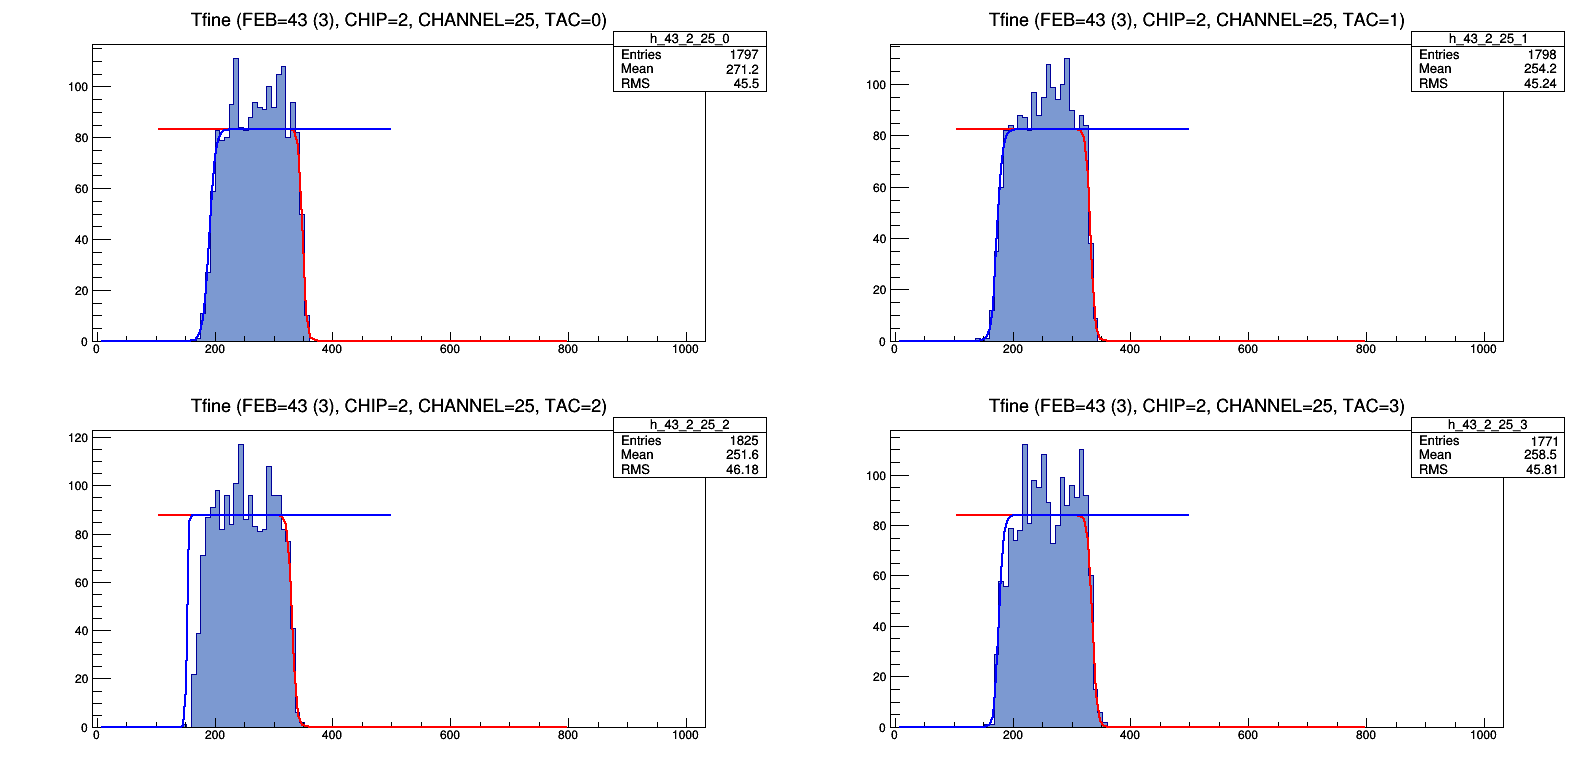 Tfine (FEB=43 (3), CHIP=2, CHANNEL=25, TAC=0)
h_43_2_25_0
Entries 1797
Mean 271.2
RMS 45.5
100
80
60
40
20
0
0 200 400 600 800 1000
Tfine (FEB=43 (3), CHIP=2, CHANNEL=25, TAC=1)
h_43_2_25_1
Entries 1798
Mean 254.2
RMS 45.24
100
80
60
40
20
0
0 200 400 600 800 1000
Tfine (FEB=43 (3), CHIP=2, CHANNEL=25, TAC=2)
h_43_2_25_2
Entries 1825
Mean 251.6
RMS 46.18
120
100
80
60
40
20
0
0 200 400 600 800 1000
Tfine (FEB=43 (3), CHIP=2, CHANNEL=25, TAC=3)
h_43_2_25_3
Entries 1771
Mean 258.5
RMS 45.81
100
80
60
40
20
0
0 200 400 600 800 1000